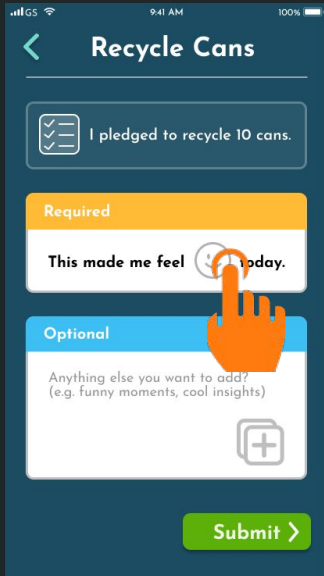 GS 9:41 AM 100%
Recycle Cans
I pledged to recycle 10 cans.
Required
This made me feel today.
Optional
Anything else you want to add?
(e.g. funny moments, cool insights)
Submit